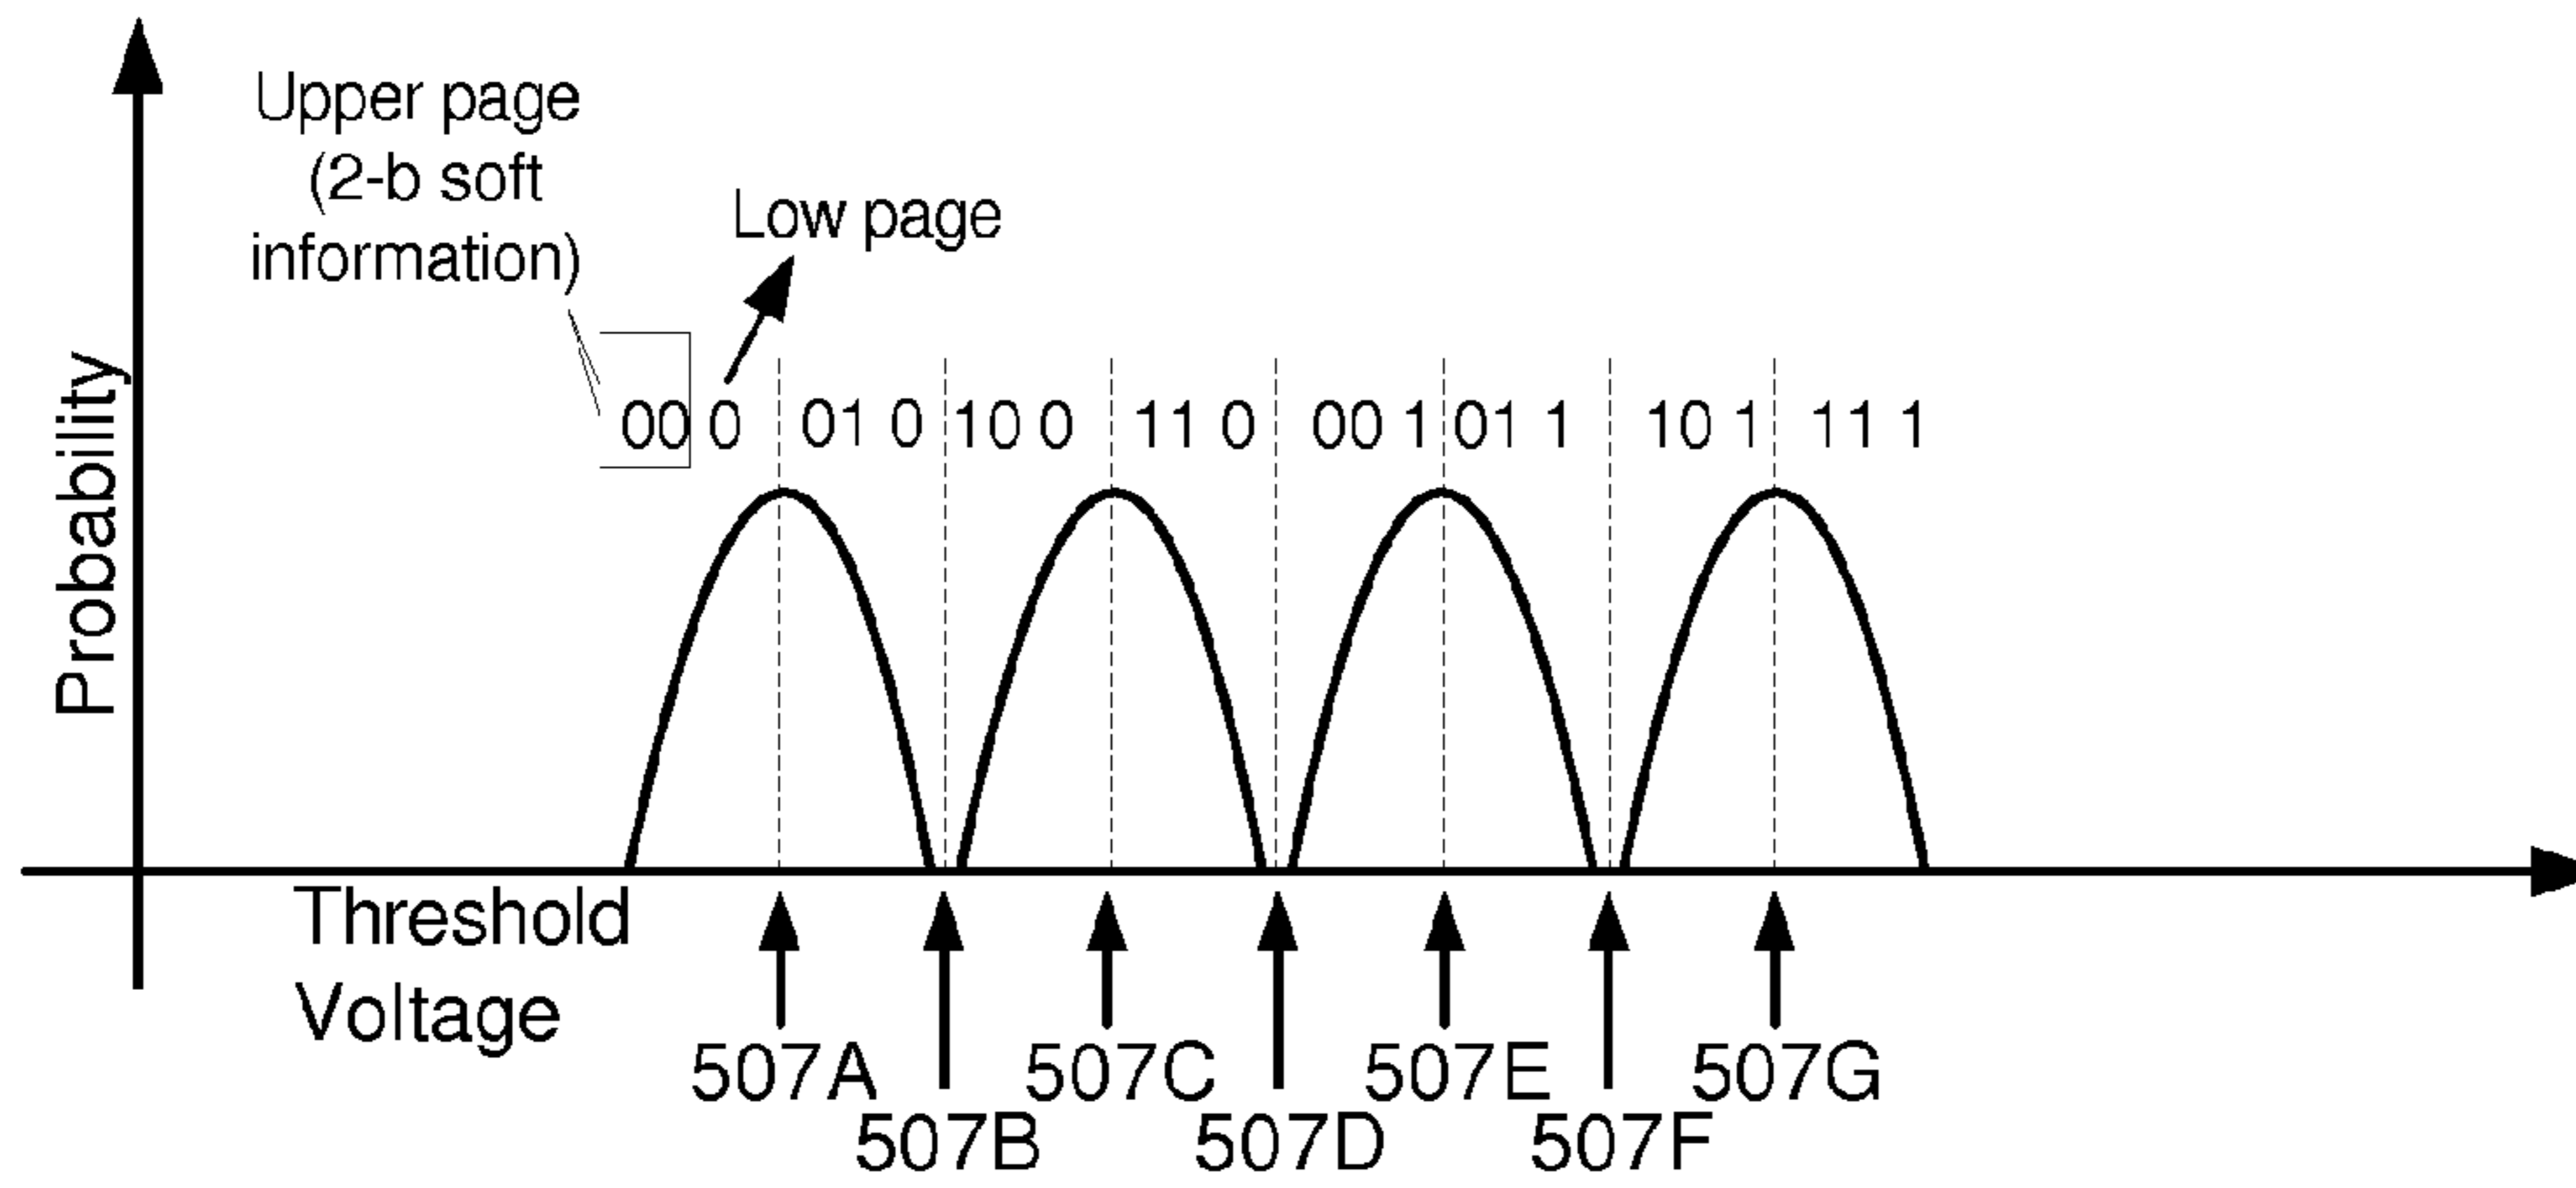 Upper page
(2-b soft
information)
Low page
00 0 01 0 10 0 11 0 00 1 01 1 10 1 11 1
Probability
Threshold
Voltage
507A 507C 507E 507G
507B 507D 507F